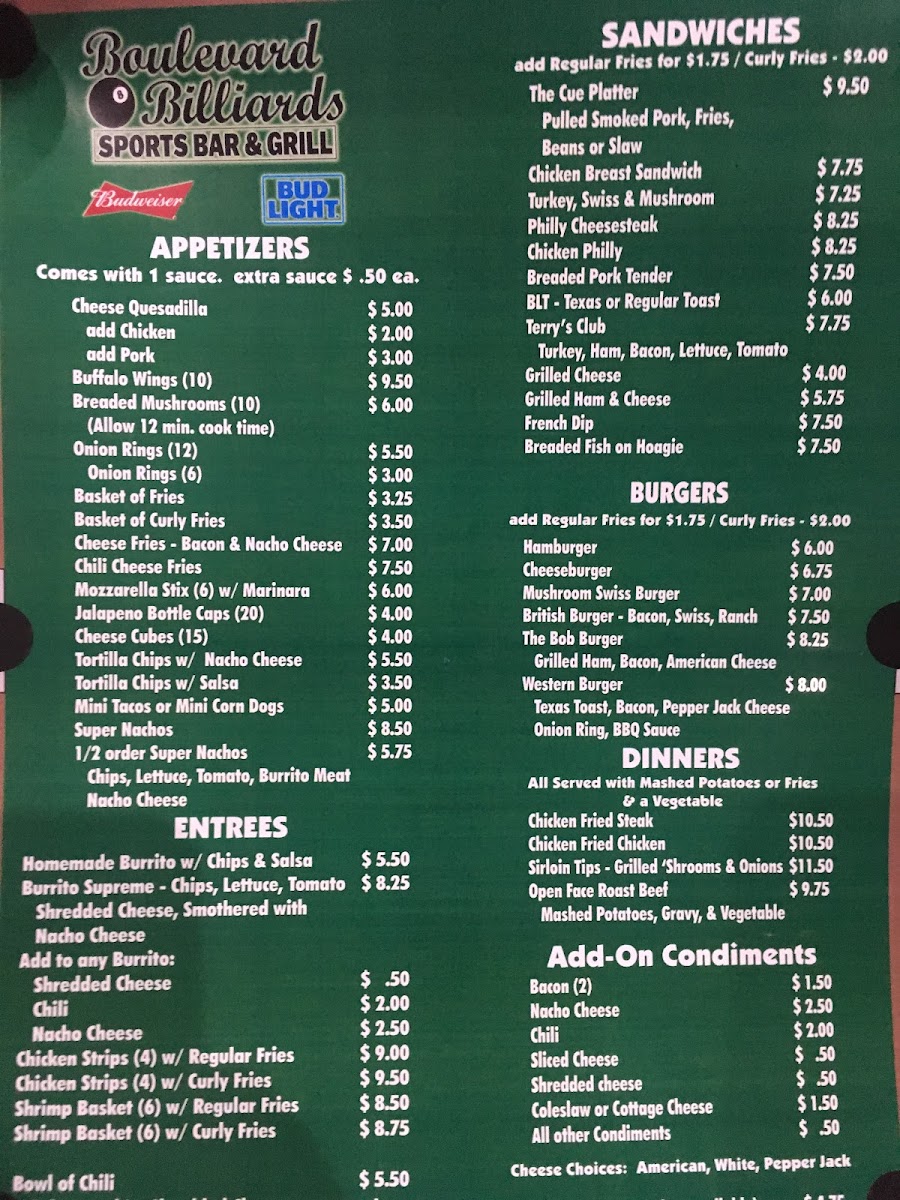 Boulevard
8 Billiards
SPORTS BAR & GRILL
Budweiser
BUD
LIGHT
APPETIZERS
Comes with 1 sauce. extra sauce $ .50 ea.
Cheese Quesadilla $ 5.00
add Chicken $ 2.00
add Pork $ 3.00
Buffalo Wings (10) $ 9.50
Breaded Mushrooms (10) $ 6.00
(Allow 12 min. cook time)
Onion Rings (12) $ 5.50
Onion Rings (6) $ 3.00
Basket of Fries $ 3.25
Basket of Curly Fries $ 3.50
Cheese Fries - Bacon & Nacho Cheese $ 7.00
Chili Cheese Fries $ 7.50
Mozzarella Stix (6) w/ Marinara $ 6.00
Jalapeno Bottle Caps (20) $ 4.00
Cheese Cubes (15) $ 4.00
Tortilla Chips w/ Nacho Cheese $ 5.50
Tortilla Chips w/ Salsa $ 3.50
Mini Tacos or Mini Corn Dogs $ 5.00
Super Nachos $ 8.50
1/2 order Super Nachos $ 5.75
Chips, Lettuce, Tomato, Burrito Meat
Nacho Cheese
ENTREES
Homemade Burrito w/ Chips & Salsa $ 5.50
Burrito Supreme - Chips, Lettuce, Tomato $ 8.25
Shredded Cheese, Smothered with
Nacho Cheese
Add to any Burrito:
Shredded Cheese $ .50
Chili $ 2.00
Nacho Cheese $ 2.50
Chicken Strips (4) w/ Regular Fries $ 9.00
Chicken Strips (4) w/ Curly Fries $ 9.50
Shrimp Basket (6) w/ Regular Fries $ 8.50
Shrimp Basket (6) w/ Curly Fries $ 8.75
Bowl of Chili $ 5.50
SANDWICHES
add Regular Fries for $1.75 / Curly Fries - $2.00
The Cue Platter $ 9.50
Pulled Smoked Pork, Fries,
Beans or Slaw
Chicken Breast Sandwich $ 7.75
Turkey, Swiss & Mushroom $ 7.25
Philly Cheesesteak $ 8.25
Chicken Philly $ 8.25
Breaded Pork Tender $ 7.50
BLT - Texas or Regular Toast $ 6.00
Terry's Club $ 7.75
Turkey, Ham, Bacon, Lettuce, Tomato
Grilled Cheese $ 4.00
Grilled Ham & Cheese $ 5.75
French Dip $ 7.50
Breaded Fish on Hoagie $ 7.50
BURGERS
add Regular Fries for $1.75 / Curly Fries - $2.00
Hamburger $ 6.00
Cheeseburger $ 6.75
Mushroom Swiss Burger $ 7.00
British Burger - Bacon, Swiss, Ranch $ 7.50
The Bob Burger $ 8.25
Grilled Ham, Bacon, American Cheese
Western Burger $ 8.00
Texas Toast, Bacon, Pepper Jack Cheese
Onion Ring, BBQ Sauce
DINNERS
All Served with Mashed Potatoes or Fries
& a Vegetable
Chicken Fried Steak $10.50
Chicken Fried Chicken $10.50
Sirloin Tips - Grilled 'Shrooms & Onions $11.50
Open Face Roast Beef $ 9.75
Mashed Potatoes, Gravy, & Vegetable
Add-On Condiments
Bacon (2) $ 1.50
Nacho Cheese $ 2.50
Chili $ 2.00
Sliced Cheese $ .50
Shredded cheese $ .50
Coleslaw or Cottage Cheese $ 1.50
All other Condiments $ .50
Cheese Choices: American, White, Pepper Jack